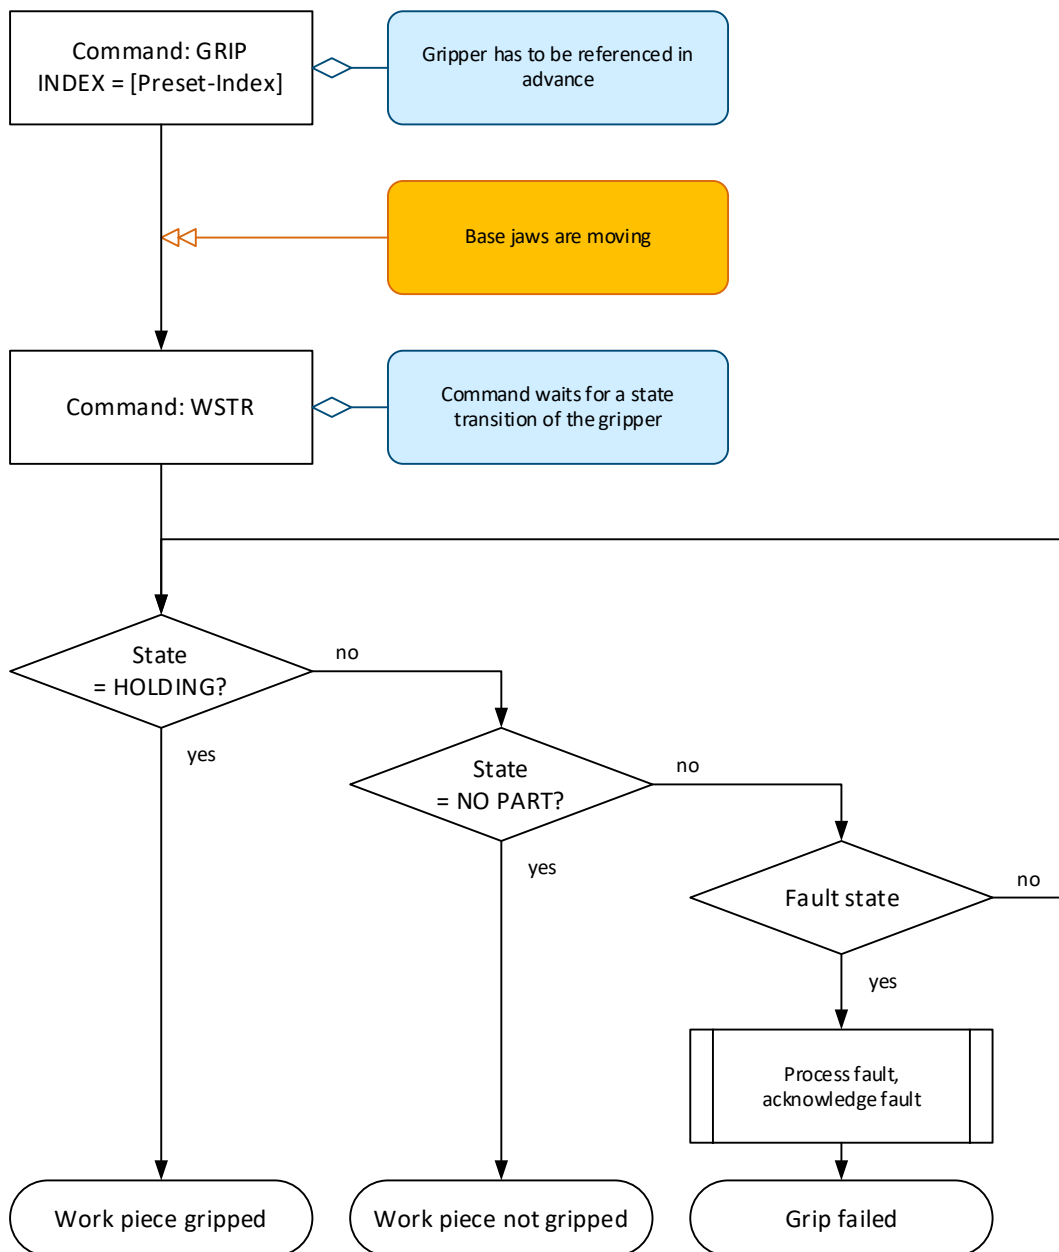 Command: GRIP
INDEX = [Preset-Index]
Gripper has to be referenced in
advance
Base jaws are moving
Command: WSTR
Command waits for a state
transition of the gripper
State
= HOLDING?
no
yes
State
= NO PART?
no
yes
Fault state
no
yes
Process fault,
acknowledge fault
Work piece gripped
Work piece not gripped
Grip failed